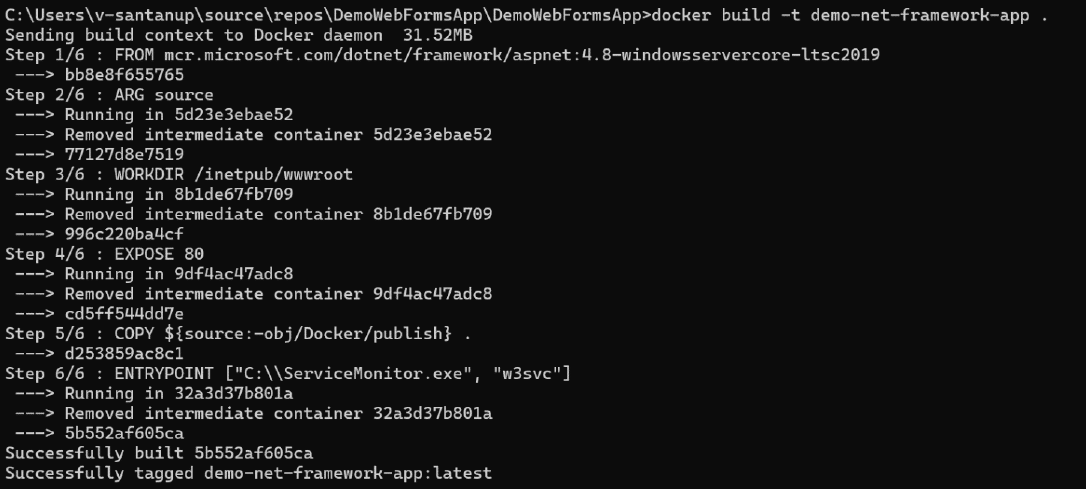 C:\Users\v-santanup\source\repos\DemoWebFormsApp\DemoWebFormsApp>docker build -t demo-net-framework-app .
Sending build context to Docker daemon  31.52MB
Step 1/6 : FROM mcr.microsoft.com/dotnet/framework/aspnet:4.8-windowsservercore-ltsc2019
 ---> bb8e8f655765
Step 2/6 : ARG source
 ---> Running in 5d23e3ebae52
 ---> Removed intermediate container 5d23e3ebae52
 ---> 77127d8e7519
Step 3/6 : WORKDIR /inetpub/wwwroot
 ---> Running in 8b1de67fb709
 ---> Removed intermediate container 8b1de67fb709
 ---> 996c220ba4cf
Step 4/6 : EXPOSE 80
 ---> Running in 9df4ac47adc8
 ---> Removed intermediate container 9df4ac47adc8
 ---> cd5ff544dd7e
Step 5/6 : COPY ${source:-obj/Docker/publish} .
 ---> d253859ac8c1
Step 6/6 : ENTRYPOINT ["C:\\ServiceMonitor.exe", "w3svc"]
 ---> Running in 32a3d37b801a
 ---> Removed intermediate container 32a3d37b801a
 ---> 5b552af605ca
Successfully built 5b552af605ca
Successfully tagged demo-net-framework-app:latest